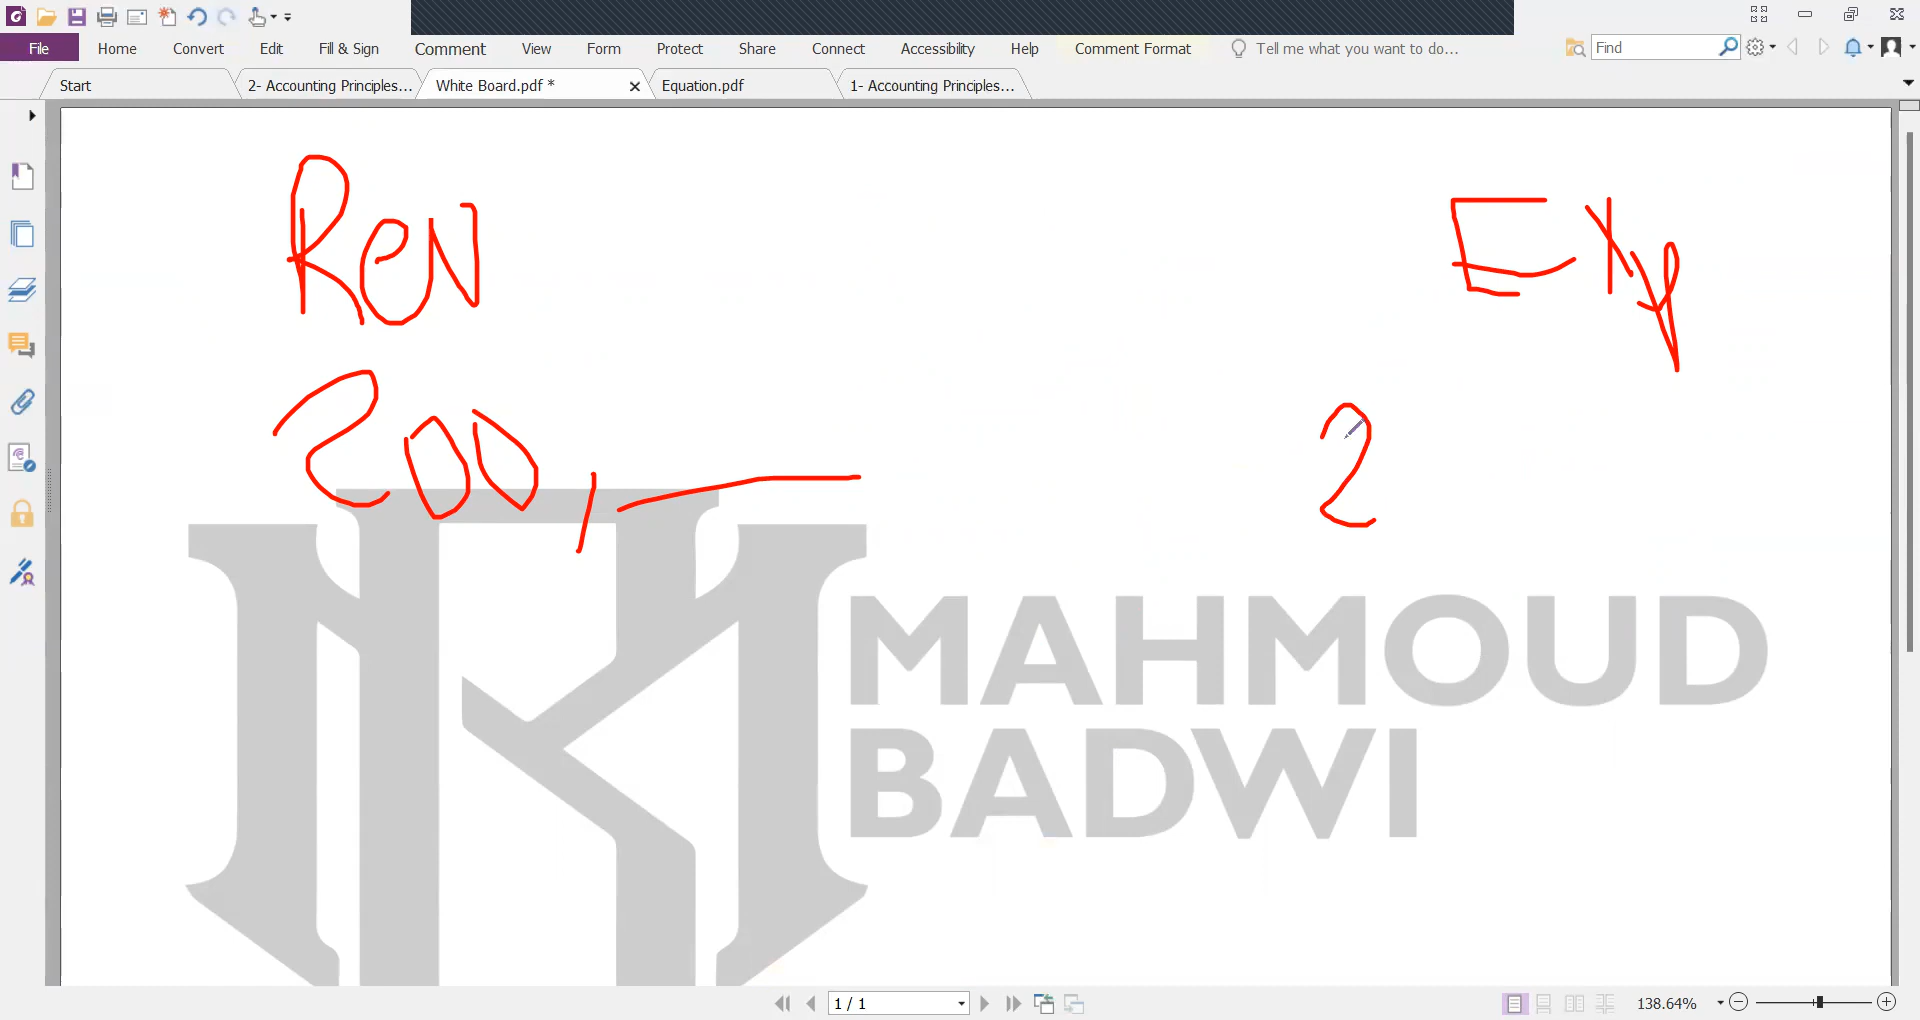 File Home Convert Edit Fill & Sign Comment View Form Protect Share Connect Accessibility Help Comment Format Tell me what you want to do... Find
Start 2- Accounting Principles... White Board.pdf * Equation.pdf 1- Accounting Principles...
Rev Exp
200, 2
MAHMOUD
BADWI
1 / 1 138.64%